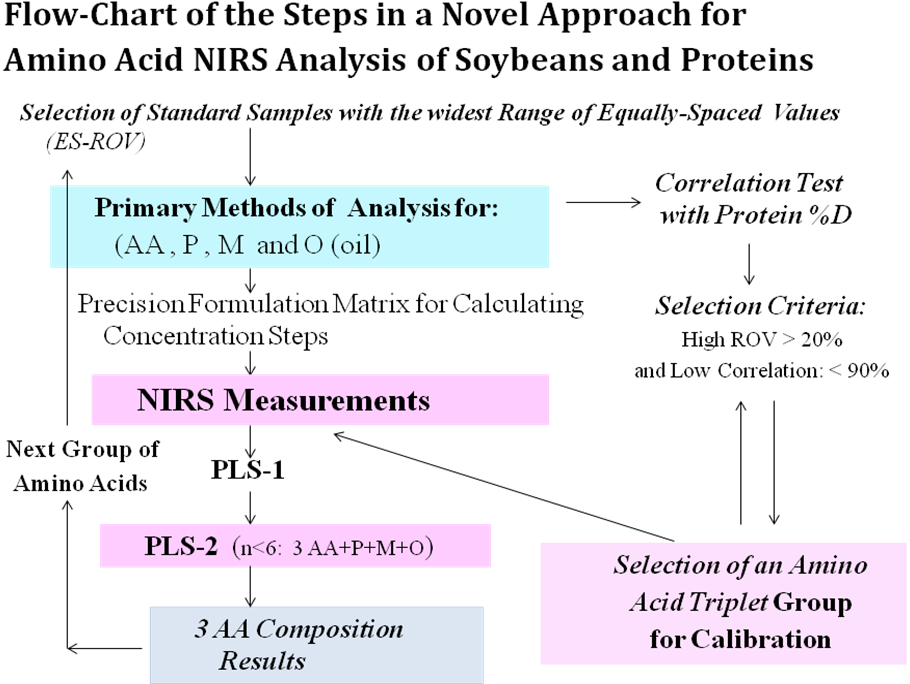 Flow-Chart of the Steps in a Novel Approach for
Amino Acid NIRS Analysis of Soybeans and Proteins
Selection of Standard Samples with the widest Range of Equally-Spaced Values
(ES-ROV)
Primary Methods of Analysis for:
(AA , P , M and O (oil)
Correlation Test
with Protein %D
Precision Formulation Matrix for Calculating
Concentration Steps
Selection Criteria:
High ROV > 20%
and Low Correlation: < 90%
NIRS Measurements
Next Group of
Amino Acids
PLS-1
PLS-2 (n<6: 3 AA+P+M+O)
Selection of an Amino
Acid Triplet Group
for Calibration
3 AA Composition
Results